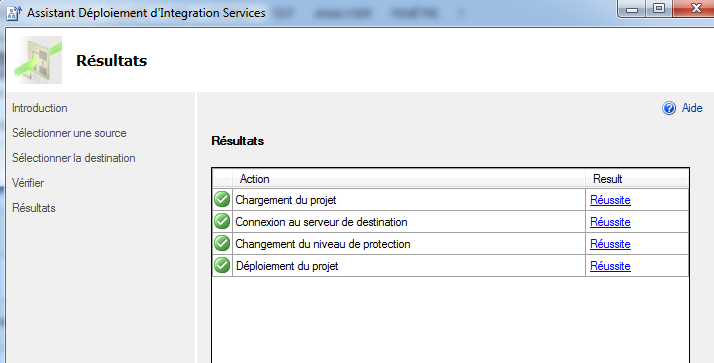 Assistant Déploiement d'Integration Services
Résultats
Introduction
Sélectionner une source
Sélectionner la destination
Vérifier
Résultats
Aide
Résultats
Action Result
Chargement du projet Réussite
Connexion au serveur de destination Réussite
Changement du niveau de protection Réussite
Déploiement du projet Réussite